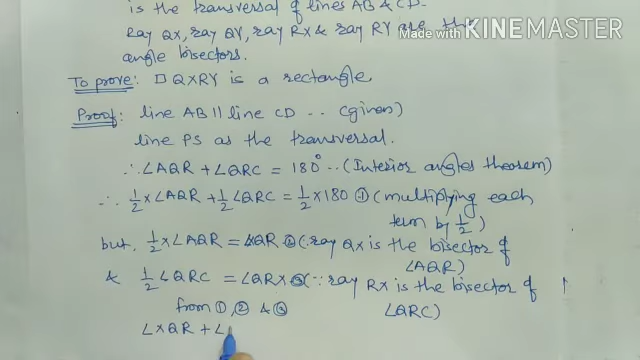 is the transversal of lines AB & CD.
Ray QX, ray QY, ray RX & ray RY are the
angle bisectors.
Made with KINEMASTER
To prove: □ QXRY is a rectangle
Proof: line AB || line CD .. (given)
line PS as the transversal.
∴ ∠AQR + ∠QRC = 180° .. (Interior angles theorem)
∴ 1/2 × ∠AQR + 1/2 ∠QRC = 1/2 × 180 ① (multiplying each
term by 1/2)
but, 1/2 × ∠AQR = ∠QR ② (∵ ray QX is the bisector of
∠AQR)
& 1/2 ∠QRC = ∠QRX ③ (∵ ray RX is the bisector of
∠QRC)
from ①, ② & ③
∠XQR + ∠